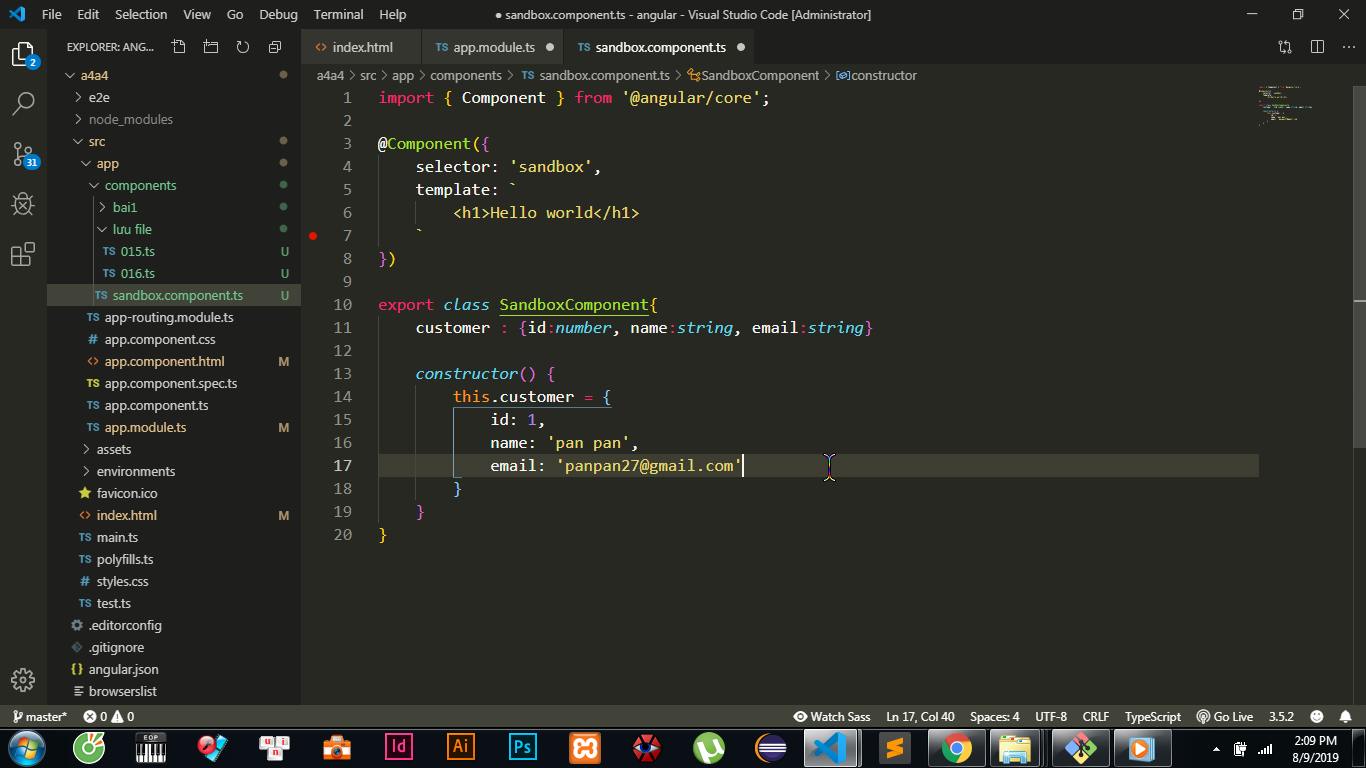 File Edit Selection View Go Debug Terminal Help
● sandbox.component.ts - angular - Visual Studio Code [Administrator]
EXPLORER: ANG...
<> index.html
TS app.module.ts ●
TS sandbox.component.ts ●
a4a4 > src > app > components > TS sandbox.component.ts > SandboxComponent > constructor
2
31
a4a4
e2e
node_modules
src
app
components
bai1
lưu file
TS 015.ts U
TS 016.ts U
TS sandbox.component.ts U
TS app-routing.module.ts
# app.component.css
<> app.component.html M
TS app.component.spec.ts
TS app.component.ts
TS app.module.ts M
assets
environments
favicon.ico
<> index.html M
TS main.ts
TS polyfills.ts
# styles.css
TS test.ts
.editorconfig
.gitignore
{} angular.json
browserslist
1 import { Component } from '@angular/core';
2
3 @Component({
4 selector: 'sandbox',
5 template: `
6 <h1>Hello world</h1>
7 `
8 })
9
10 export class SandboxComponent{
11 customer : {id:number, name:string, email:string}
12
13 constructor() {
14 this.customer = {
15 id: 1,
16 name: 'pan pan',
17 email: 'panpan27@gmail.com'
18 }
19 }
20 }
master* 0 0
Watch Sass Ln 17, Col 40 Spaces: 4 UTF-8 CRLF TypeScript Go Live 3.5.2
EOP
Id
Ai
Ps
2:09 PM
8/9/2019